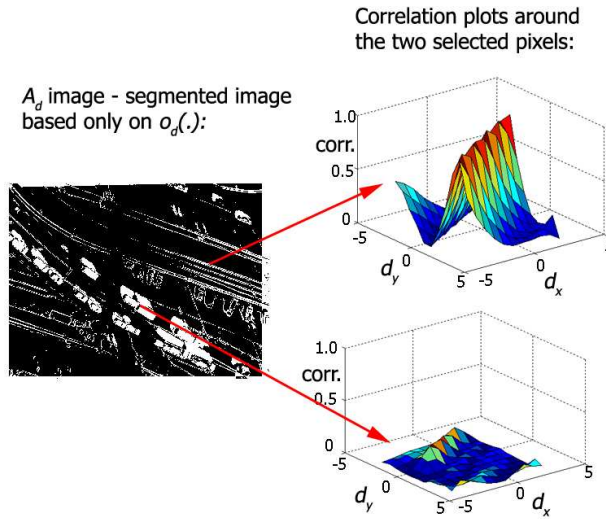 Correlation plots around
the two selected pixels:
A_d image - segmented image
based only on o_d(.):
1.0
corr.
0.5
0
-5
0
5
-5
0
d_y
d_x
1.0
corr.
0.5
0
-5
0
5
-5
0
5
d_y
d_x